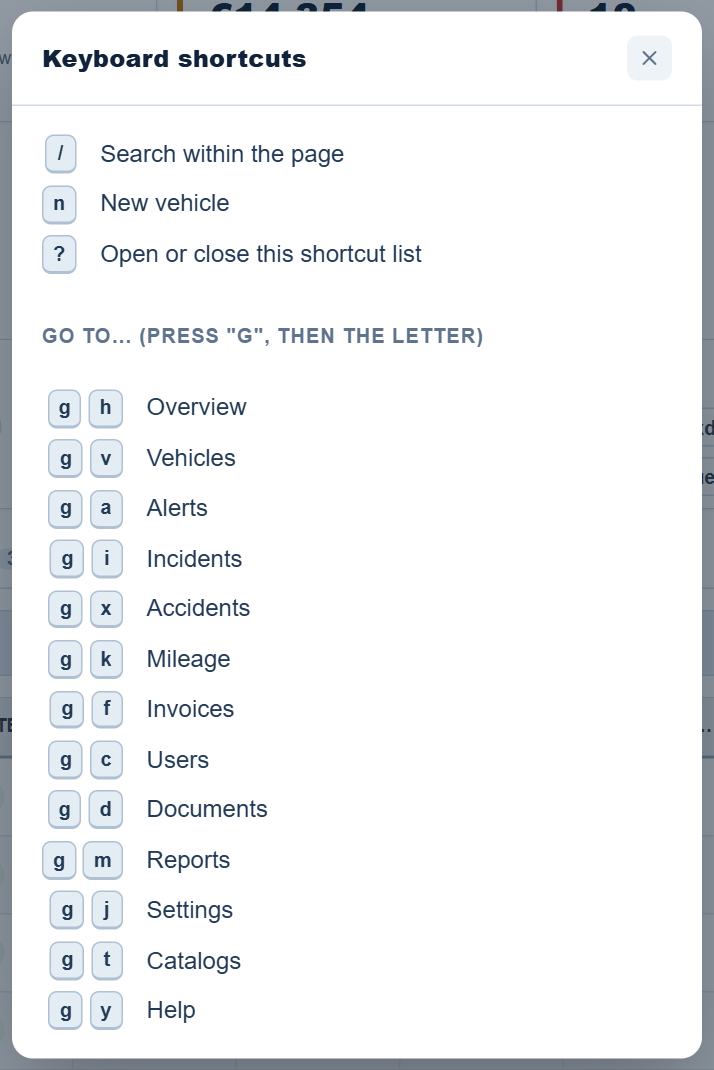 Keyboard shortcuts
/ Search within the page
n New vehicle
? Open or close this shortcut list
GO TO... (PRESS "G", THEN THE LETTER)
g h Overview
g v Vehicles
g a Alerts
g i Incidents
g x Accidents
g k Mileage
g f Invoices
g c Users
g d Documents
g m Reports
g j Settings
g t Catalogs
g y Help